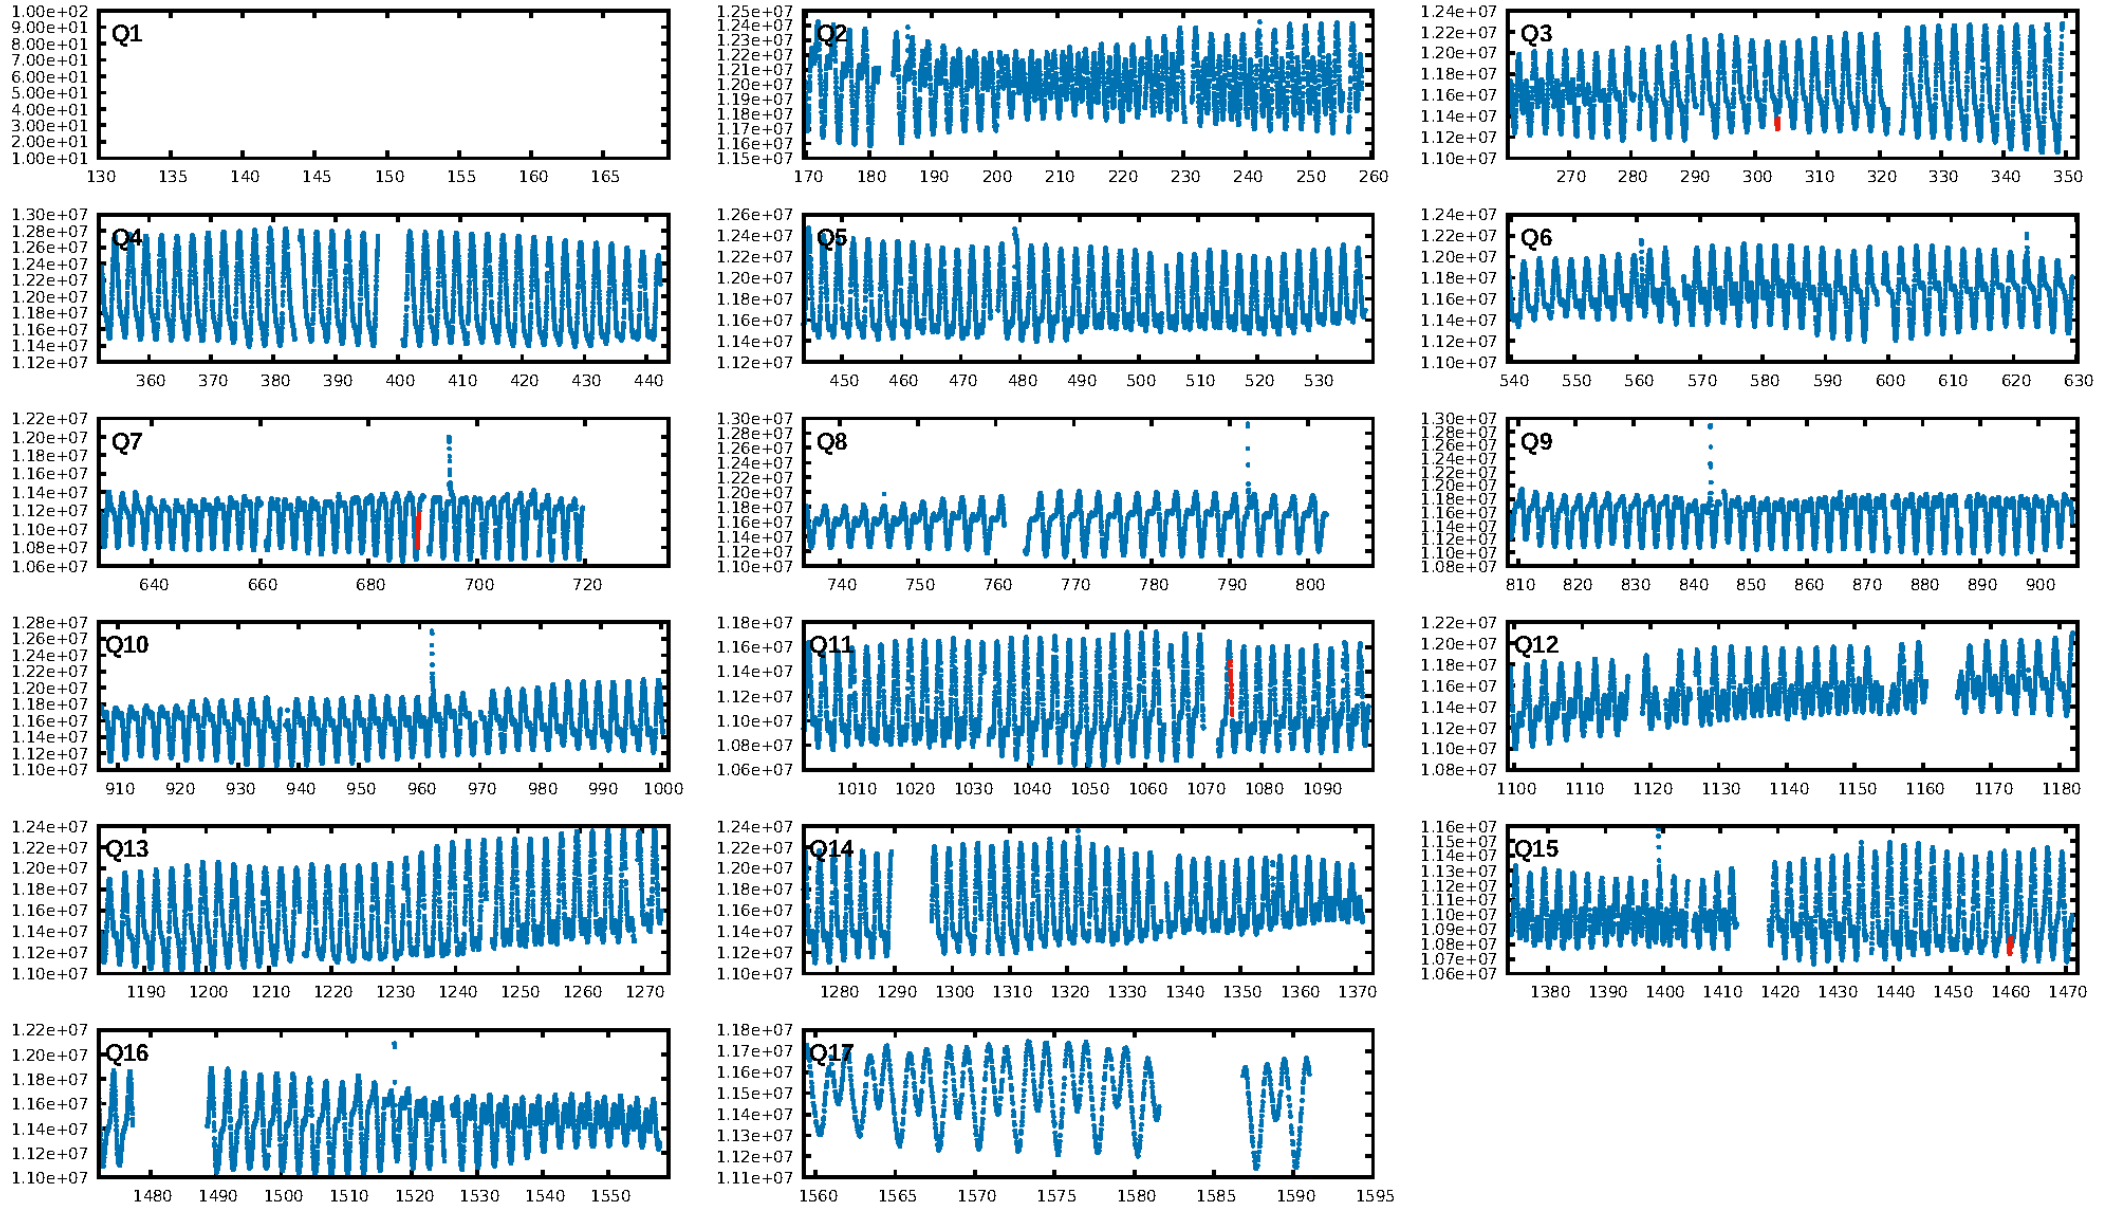 1.00e+02
9.00e+01
8.00e+01
7.00e+01
6.00e+01
5.00e+01
4.00e+01
3.00e+01
2.00e+01
1.00e+01
Q1
130 135 140 145 150 155 160 165
1.25e+07
1.24e+07
1.23e+07
1.22e+07
1.21e+07
1.20e+07
1.19e+07
1.18e+07
1.17e+07
1.16e+07
1.15e+07
Q2
170 180 190 200 210 220 230 240 250 260
1.24e+07
1.22e+07
1.20e+07
1.18e+07
1.16e+07
1.14e+07
1.12e+07
1.10e+07
Q3
270 280 290 300 310 320 330 340 350
1.30e+07
1.28e+07
1.26e+07
1.24e+07
1.22e+07
1.20e+07
1.18e+07
1.16e+07
1.14e+07
1.12e+07
Q4
360 370 380 390 400 410 420 430 440
1.26e+07
1.24e+07
1.22e+07
1.20e+07
1.18e+07
1.16e+07
1.14e+07
1.12e+07
Q5
450 460 470 480 490 500 510 520 530
1.24e+07
1.22e+07
1.20e+07
1.18e+07
1.16e+07
1.14e+07
1.12e+07
1.10e+07
Q6
540 550 560 570 580 590 600 610 620 630
1.22e+07
1.20e+07
1.18e+07
1.16e+07
1.14e+07
1.12e+07
1.10e+07
1.08e+07
1.06e+07
Q7
640 660 680 700 720
1.30e+07
1.28e+07
1.26e+07
1.24e+07
1.22e+07
1.20e+07
1.18e+07
1.16e+07
1.14e+07
1.12e+07
1.10e+07
Q8
740 750 760 770 780 790 800
1.30e+07
1.28e+07
1.26e+07
1.24e+07
1.22e+07
1.20e+07
1.18e+07
1.16e+07
1.14e+07
1.12e+07
1.10e+07
1.08e+07
Q9
810 820 830 840 850 860 870 880 890 900
1.28e+07
1.26e+07
1.24e+07
1.22e+07
1.20e+07
1.18e+07
1.16e+07
1.14e+07
1.12e+07
1.10e+07
Q10
910 920 930 940 950 960 970 980 990 1000
1.18e+07
1.16e+07
1.14e+07
1.12e+07
1.10e+07
1.08e+07
1.06e+07
Q11
1010 1020 1030 1040 1050 1060 1070 1080 1090
1.22e+07
1.20e+07
1.18e+07
1.16e+07
1.14e+07
1.12e+07
1.10e+07
1.08e+07
Q12
1100 1110 1120 1130 1140 1150 1160 1170 1180
1.24e+07
1.22e+07
1.20e+07
1.18e+07
1.16e+07
1.14e+07
1.12e+07
1.10e+07
Q13
1190 1200 1210 1220 1230 1240 1250 1260 1270
1.24e+07
1.22e+07
1.20e+07
1.18e+07
1.16e+07
1.14e+07
1.12e+07
1.10e+07
Q14
1280 1290 1300 1310 1320 1330 1340 1350 1360 1370
1.16e+07
1.15e+07
1.14e+07
1.13e+07
1.12e+07
1.11e+07
1.10e+07
1.09e+07
1.08e+07
1.07e+07
1.06e+07
Q15
1380 1390 1400 1410 1420 1430 1440 1450 1460 1470
1.22e+07
1.20e+07
1.18e+07
1.16e+07
1.14e+07
1.12e+07
1.10e+07
Q16
1480 1490 1500 1510 1520 1530 1540 1550
1.18e+07
1.17e+07
1.16e+07
1.15e+07
1.14e+07
1.13e+07
1.12e+07
1.11e+07
Q17
1560 1565 1570 1575 1580 1585 1590 1595